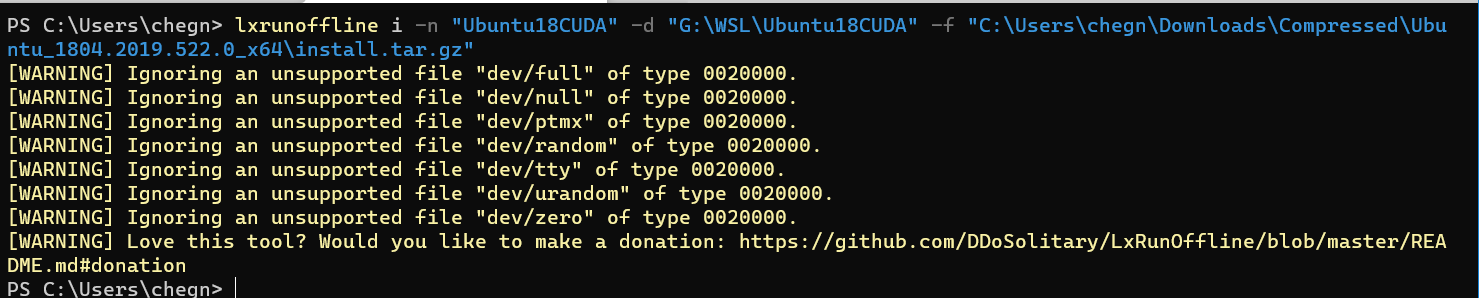 PS C:\Users\chegn> lxrunoffline i -n "Ubuntu18CUDA" -d "G:\WSL\Ubuntu18CUDA" -f "C:\Users\chegn\Downloads\Compressed\Ubu
ntu_1804.2019.522.0_x64\install.tar.gz"
[WARNING] Ignoring an unsupported file "dev/full" of type 0020000.
[WARNING] Ignoring an unsupported file "dev/null" of type 0020000.
[WARNING] Ignoring an unsupported file "dev/ptmx" of type 0020000.
[WARNING] Ignoring an unsupported file "dev/random" of type 0020000.
[WARNING] Ignoring an unsupported file "dev/tty" of type 0020000.
[WARNING] Ignoring an unsupported file "dev/urandom" of type 0020000.
[WARNING] Ignoring an unsupported file "dev/zero" of type 0020000.
[WARNING] Love this tool? Would you like to make a donation: https://github.com/DDoSolitary/LxRunOffline/blob/master/REA
DME.md#donation
PS C:\Users\chegn>